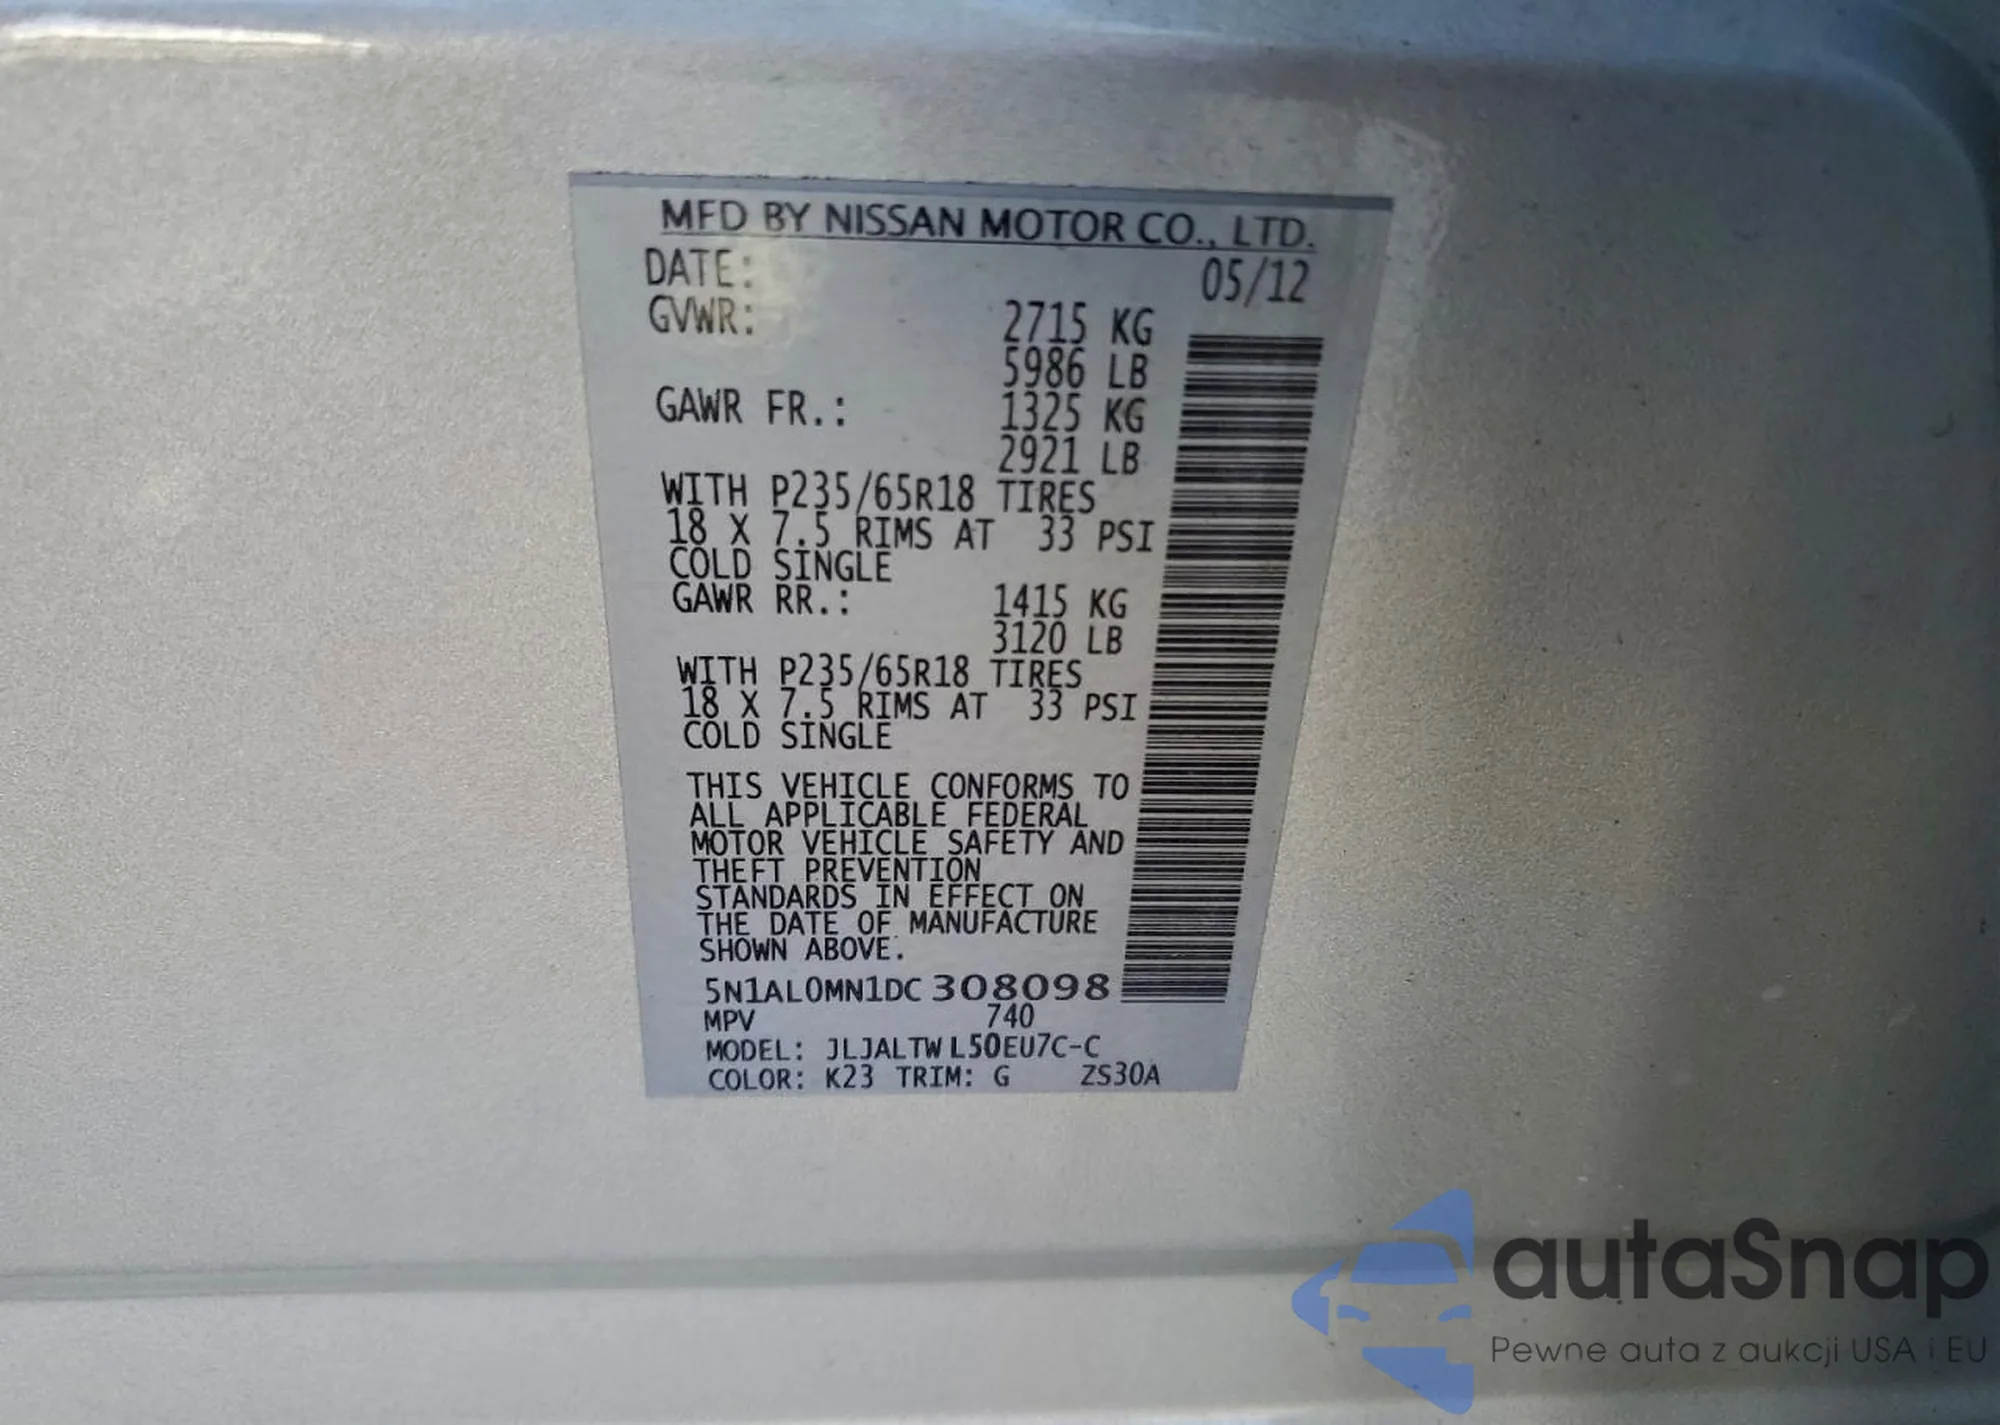 MFD BY NISSAN MOTOR CO., LTD.
DATE: 05/12
GVWR: 2715 KG
5986 LB
GAWR FR.: 1325 KG
2921 LB
WITH P235/65R18 TIRES
18 X 7.5 RIMS AT 33 PSI
COLD SINGLE
GAWR RR.: 1415 KG
3120 LB
WITH P235/65R18 TIRES
18 X 7.5 RIMS AT 33 PSI
COLD SINGLE
THIS VEHICLE CONFORMS TO
ALL APPLICABLE FEDERAL
MOTOR VEHICLE SAFETY AND
THEFT PREVENTION
STANDARDS IN EFFECT ON
THE DATE OF MANUFACTURE
SHOWN ABOVE.
5N1AL0MN1DC 308098
MPV 740
MODEL: JLJALTWL50EU7C-C
COLOR: K23 TRIM: G ZS30A
autaSnap
Pewne auta z aukcji USA i EU